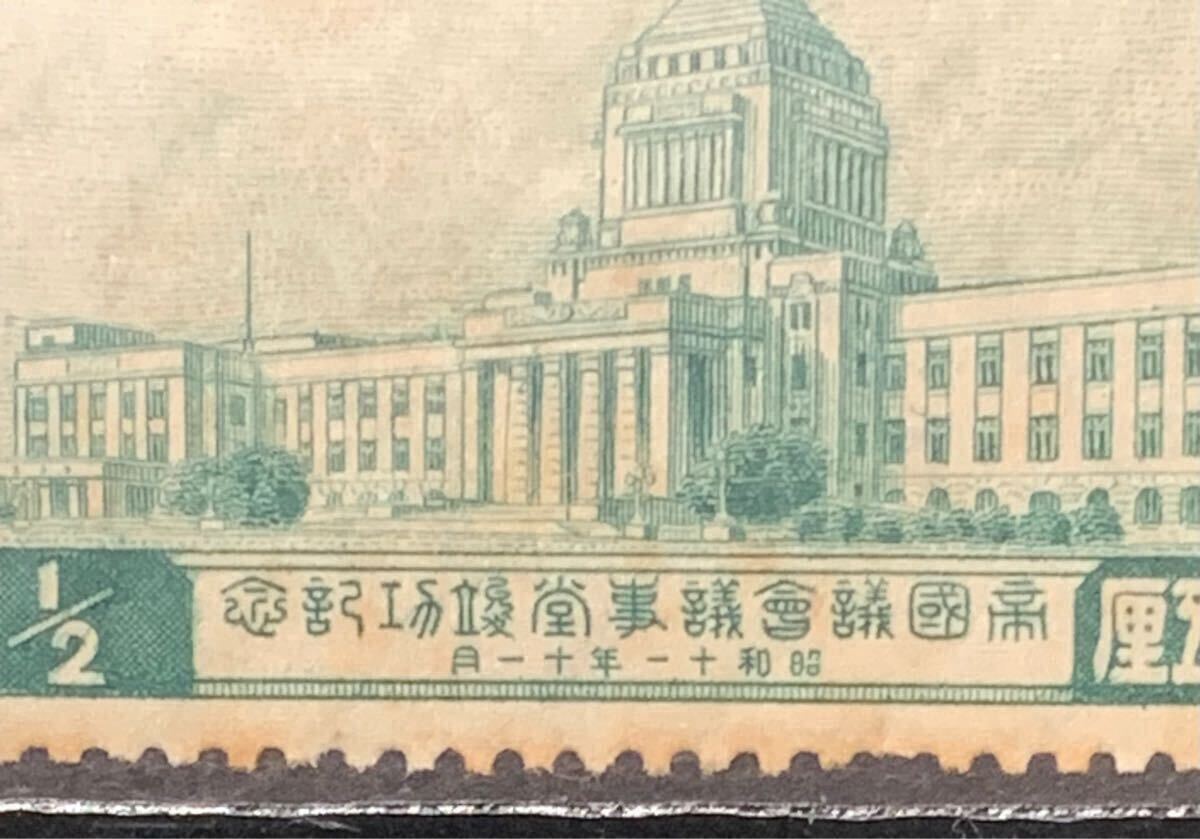 帝國議會議事堂竣功記念
昭和十一年十一月
1/2
厘